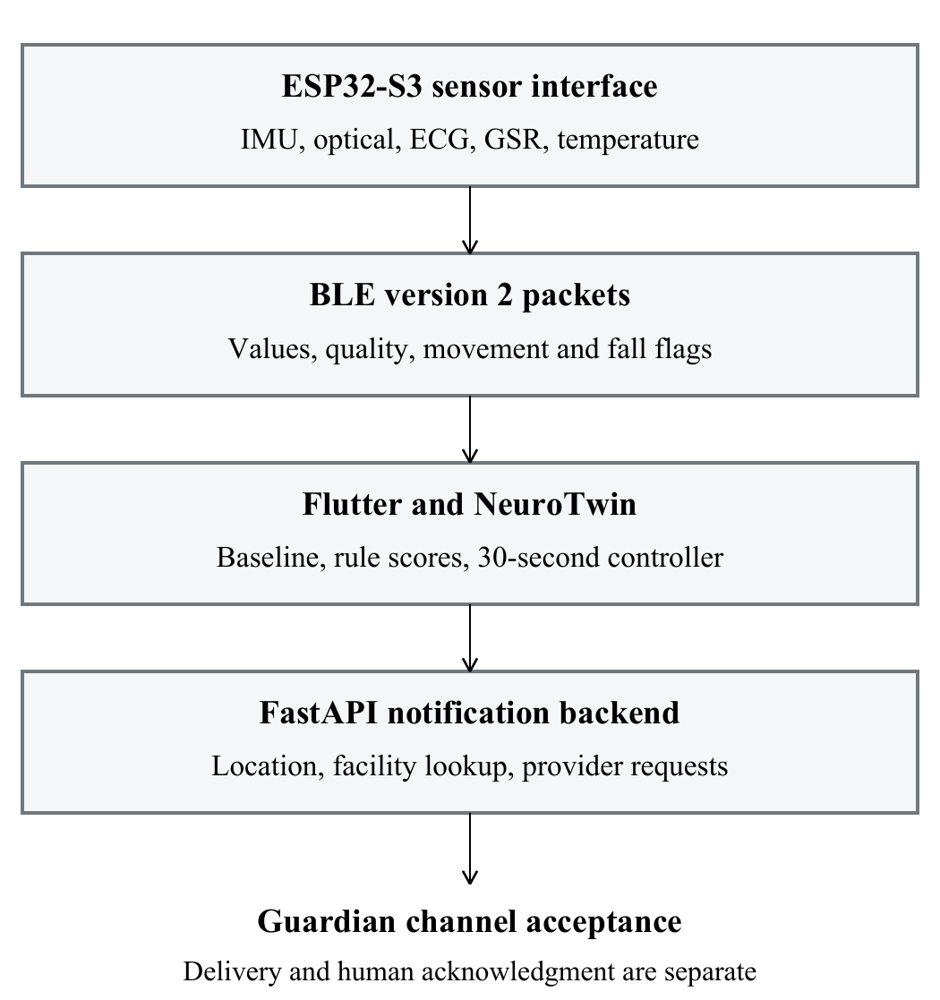 ESP32-S3 sensor interface
IMU, optical, ECG, GSR, temperature
BLE version 2 packets
Values, quality, movement and fall flags
Flutter and NeuroTwin
Baseline, rule scores, 30-second controller
FastAPI notification backend
Location, facility lookup, provider requests
Guardian channel acceptance
Delivery and human acknowledgment are separate